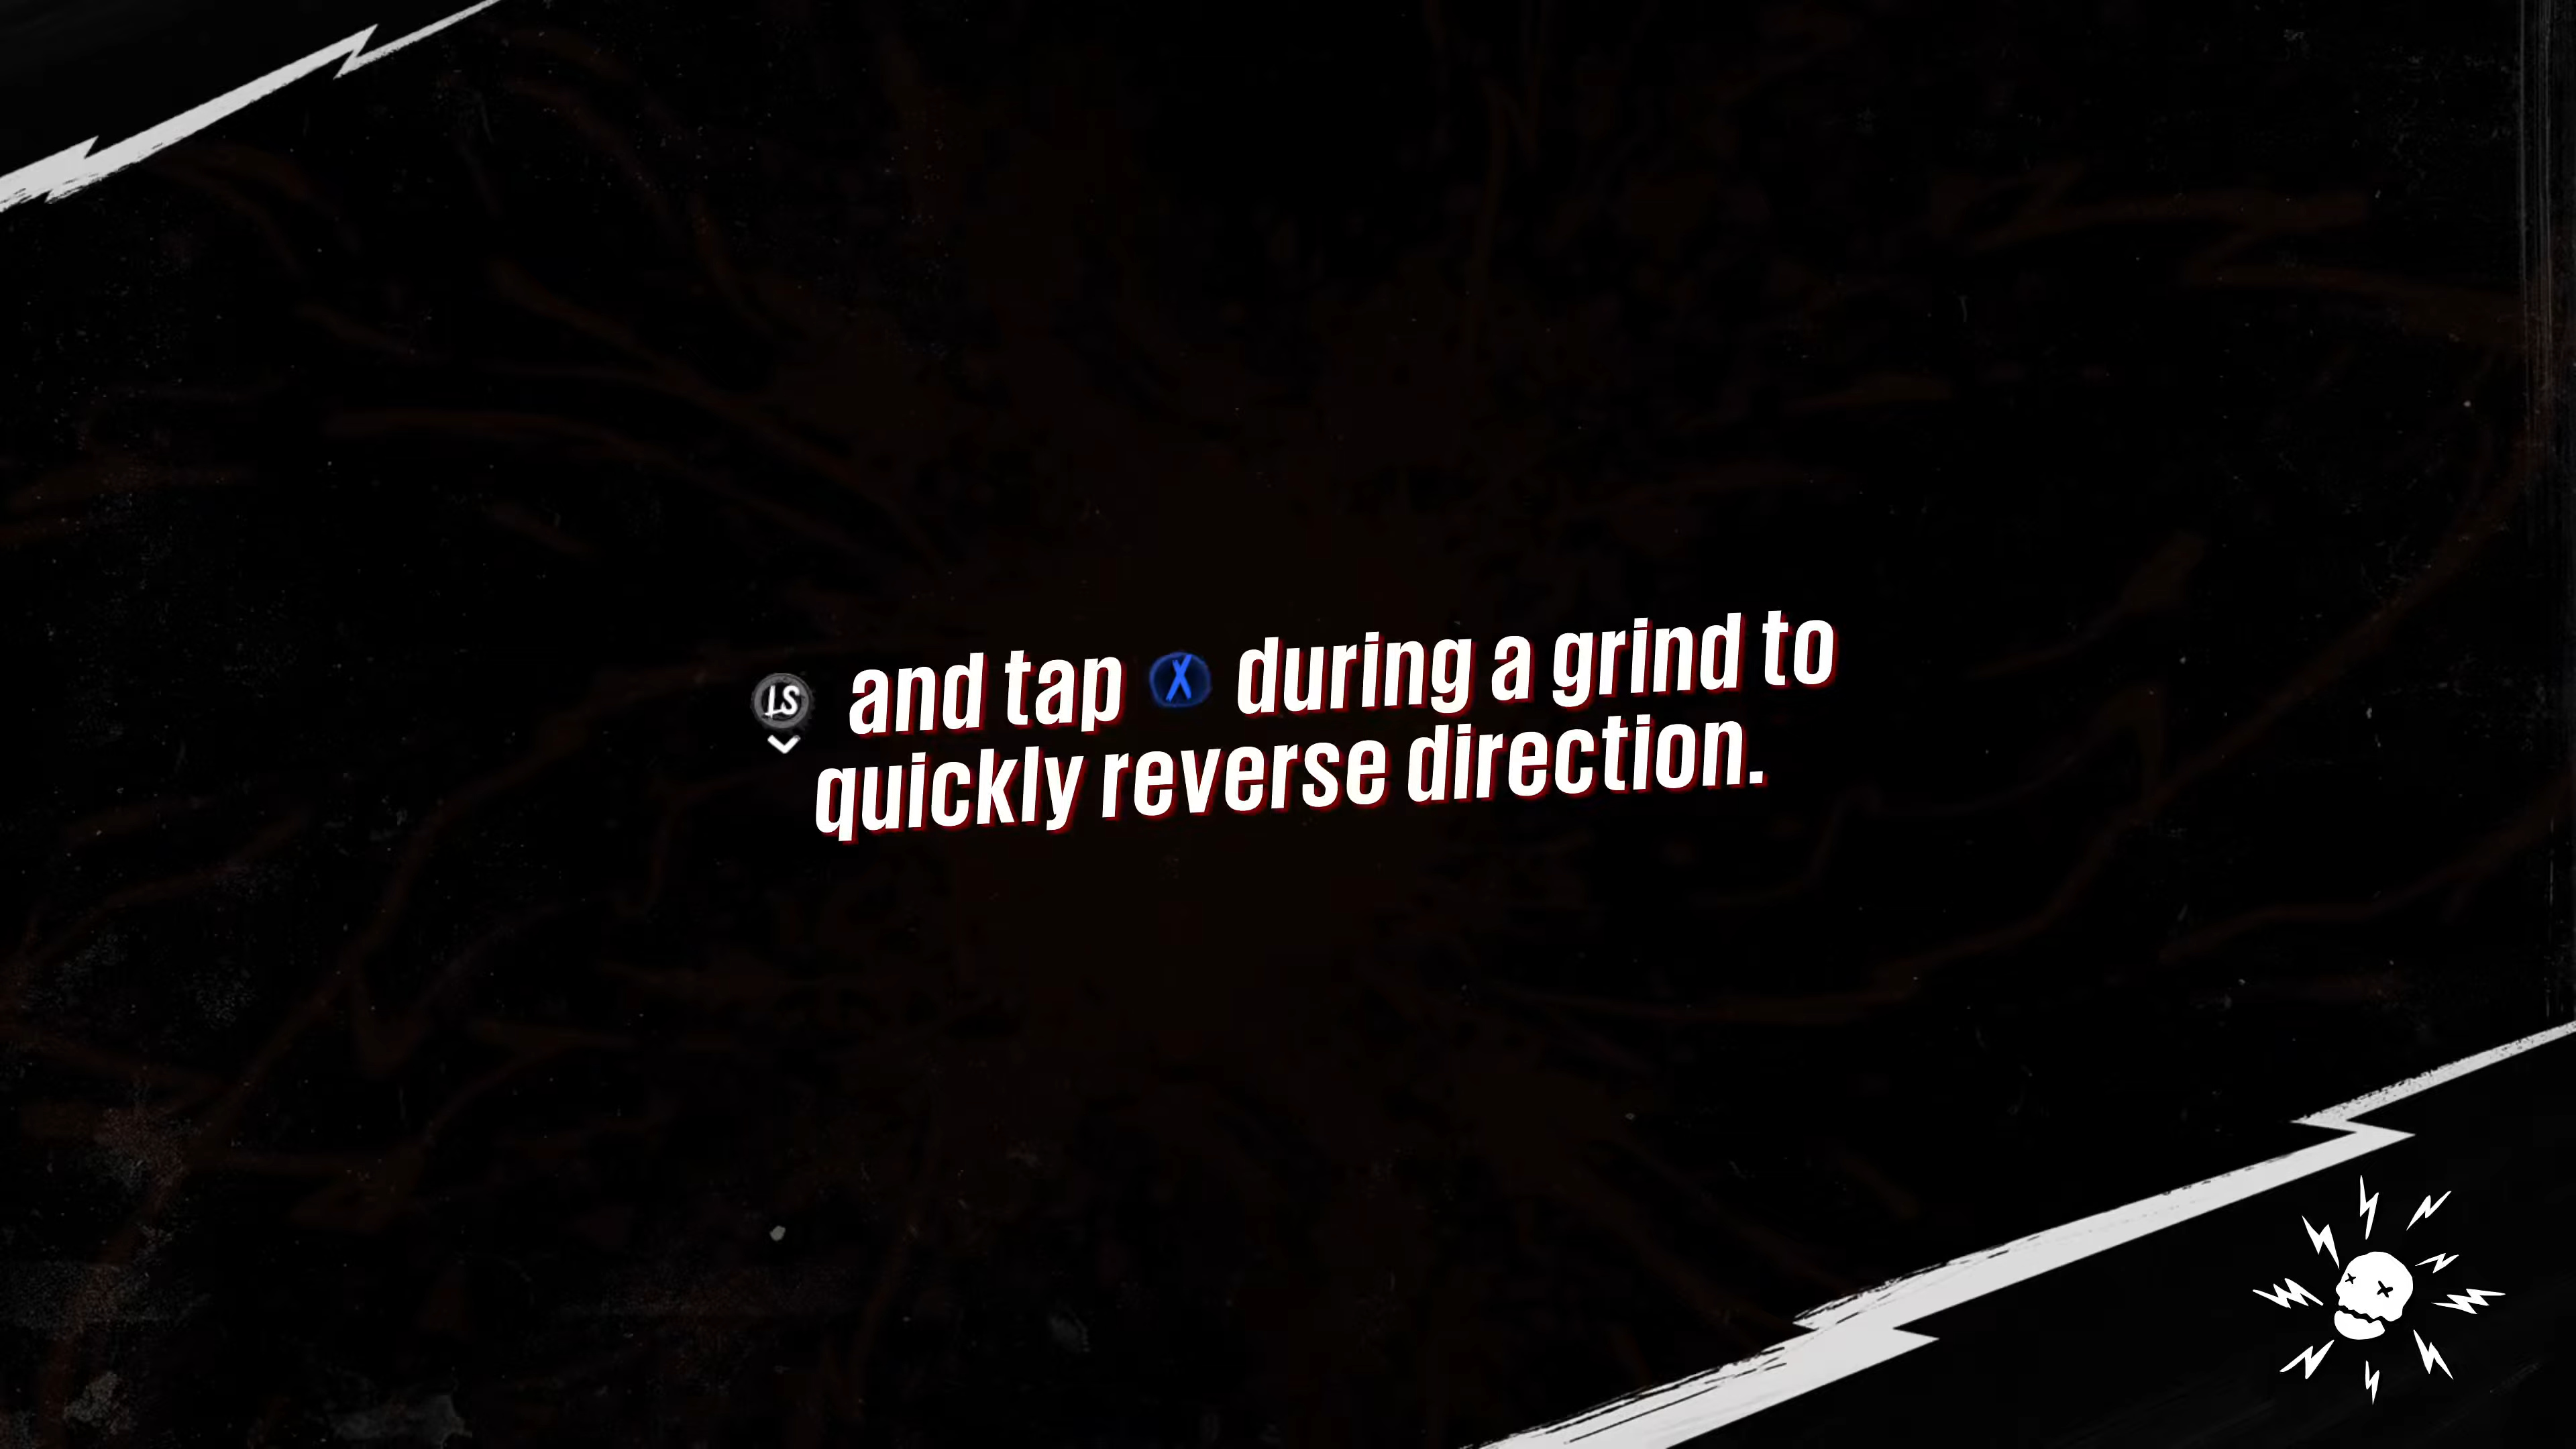 LS and tap X during a grind to
quickly reverse direction.